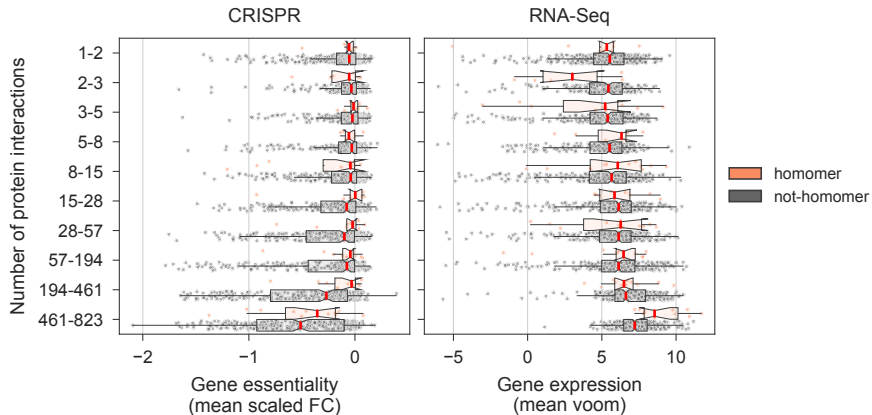 CRISPR
RNA-Seq
Number of protein interactions
1-2
2-3
3-5
5-8
8-15
15-28
28-57
57-194
194-461
461-823
−2
−1
0
−5
0
5
10
Gene essentiality
(mean scaled FC)
Gene expression
(mean voom)
homomer
not-homomer